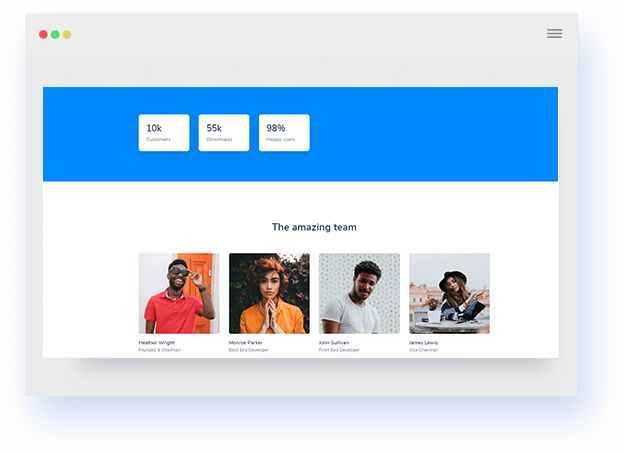 10k
55k
98%
Customers
Downloads
Happy users
The amazing team
Heather Wright
Monroe Parker
John Sullivan
James Lewis
Founded & Chairman
Back End Developer
Front End Developer
Vice Chairman